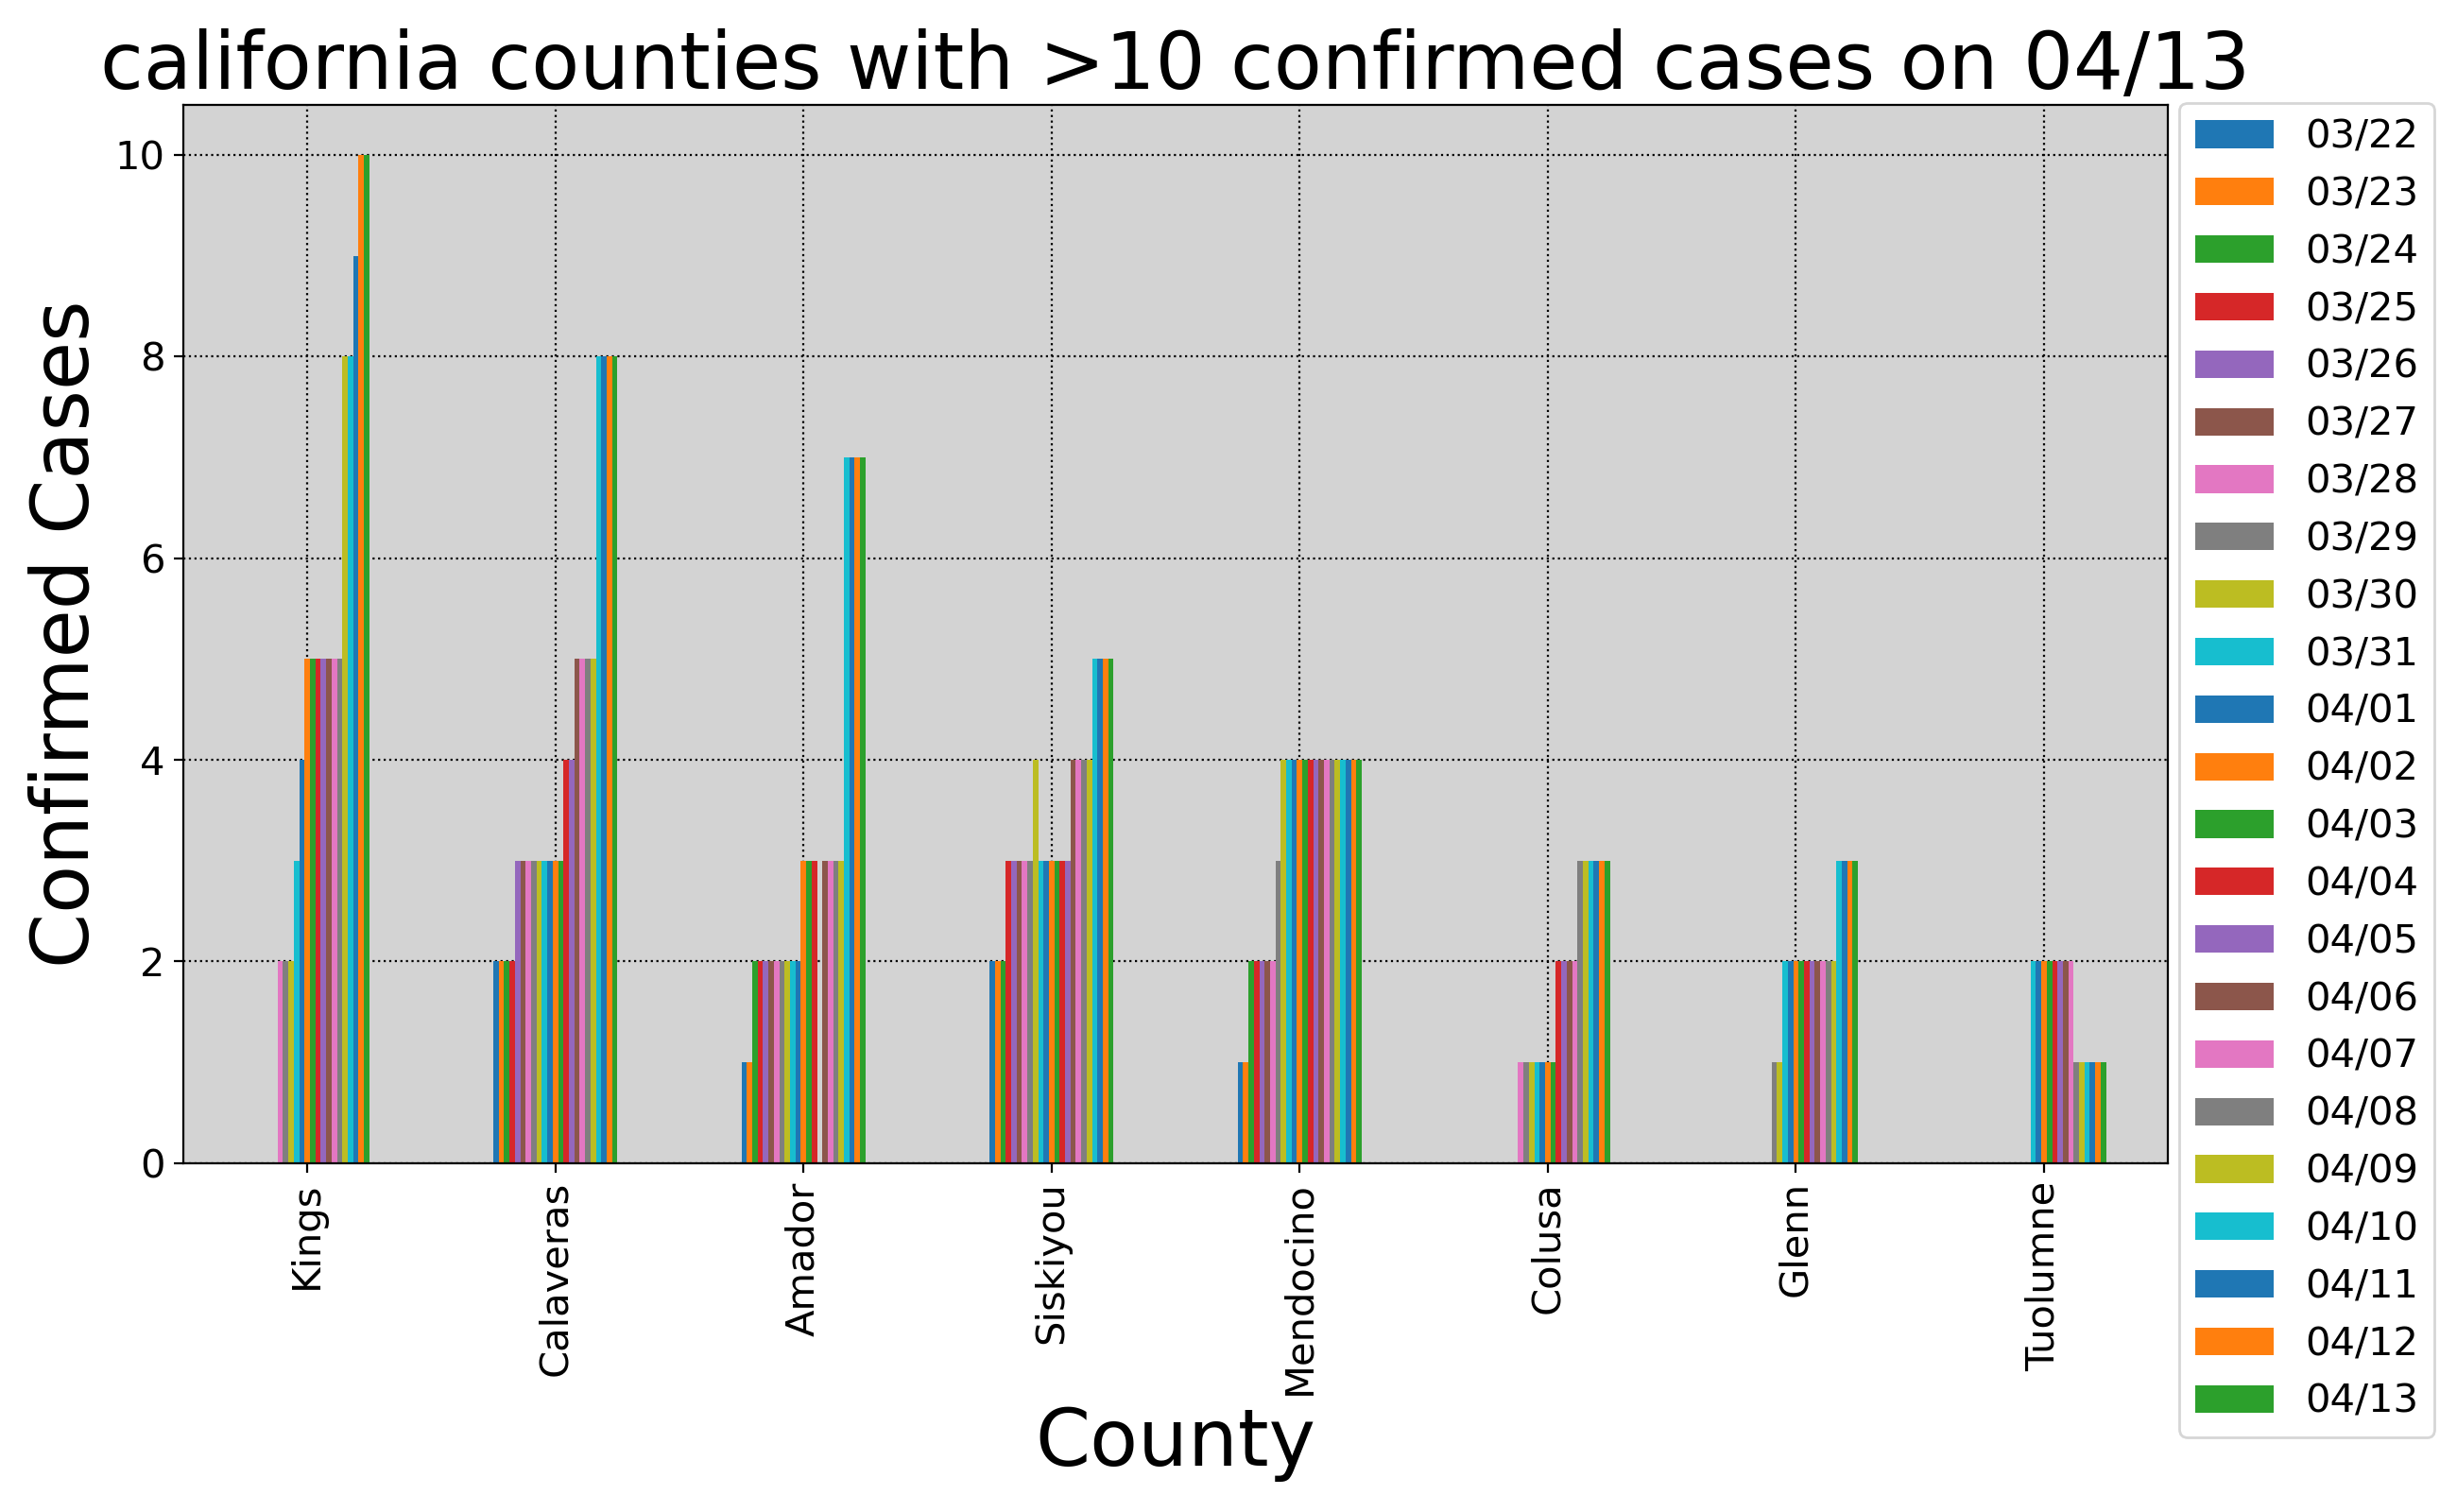 california counties with >10 confirmed cases on 04/13
Confirmed Cases
10
8
6
4
2
0
Kings
Calaveras
Amador
Siskiyou
Mendocino
Colusa
Glenn
Tuolumne
County
03/22
03/23
03/24
03/25
03/26
03/27
03/28
03/29
03/30
03/31
04/01
04/02
04/03
04/04
04/05
04/06
04/07
04/08
04/09
04/10
04/11
04/12
04/13